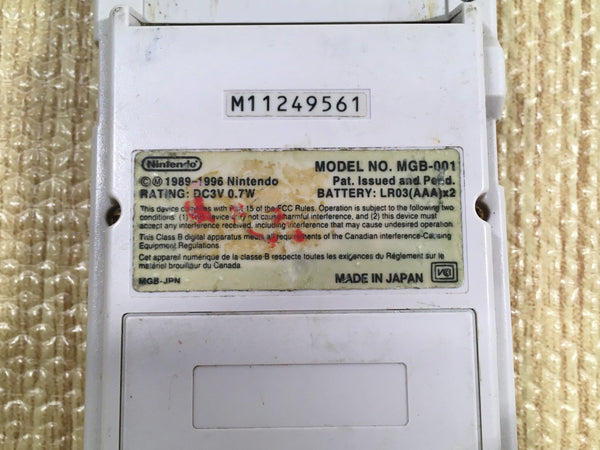 M11249561
Nintendo
©Ⓜ 1989-1996 Nintendo
RATING: DC3V 0.7W
MODEL NO. MGB-001
Pat. Issued and Pend.
BATTERY: LR03(AAA)x2
This device complies with Part 15 of the FCC Rules. Operation is subject to the following two
conditions: (1) This device may not cause harmful interference, and (2) this device must
accept any interference received, including interference that may cause undesired operation.
This Class B digital apparatus meets all requirements of the Canadian Interference-Causing
Equipment Regulations.
Cet appareil numérique de la classe B respecte toutes les exigences du Règlement sur le
matériel brouilleur du Canada.
MGB-JPN
MADE IN JAPAN